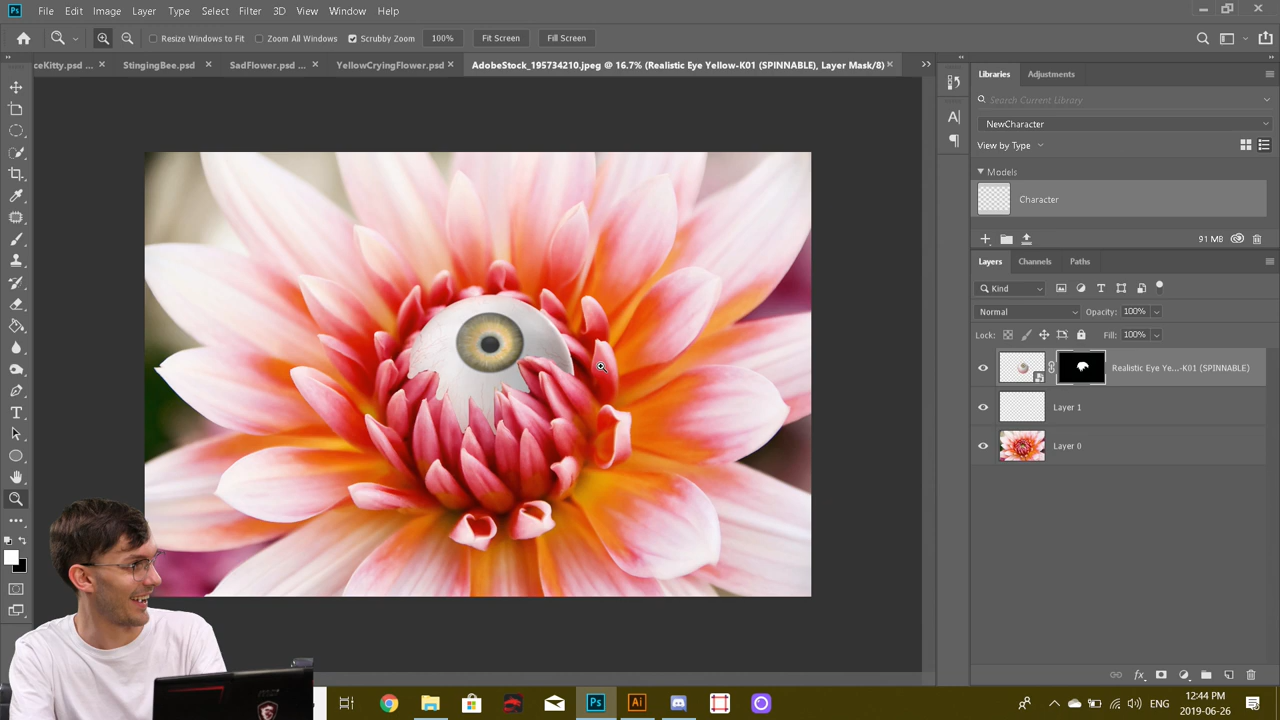 Ps File Edit Image Layer Type Select Filter 3D View Window Help
Resize Windows to Fit Zoom All Windows Scrubby Zoom 100% Fit Screen Fill Screen
ceKitty.psd ... × StingingBee.psd × SadFlower.psd ... × YellowCryingFlower.psd × AdobeStock_195734210.jpeg @ 16.7% (Realistic Eye Yellow-K01 (SPINNABLE), Layer Mask/8) ×
Libraries Adjustments
Search Current Library
NewCharacter
View by Type
Models
Character
91 MB
Layers Channels Paths
Kind
Normal Opacity: 100%
Lock: Fill: 100%
Realistic Eye Ye...-K01 (SPINNABLE)
Layer 1
Layer 0
Ps Ai ENG 12:44 PM
2019-06-26